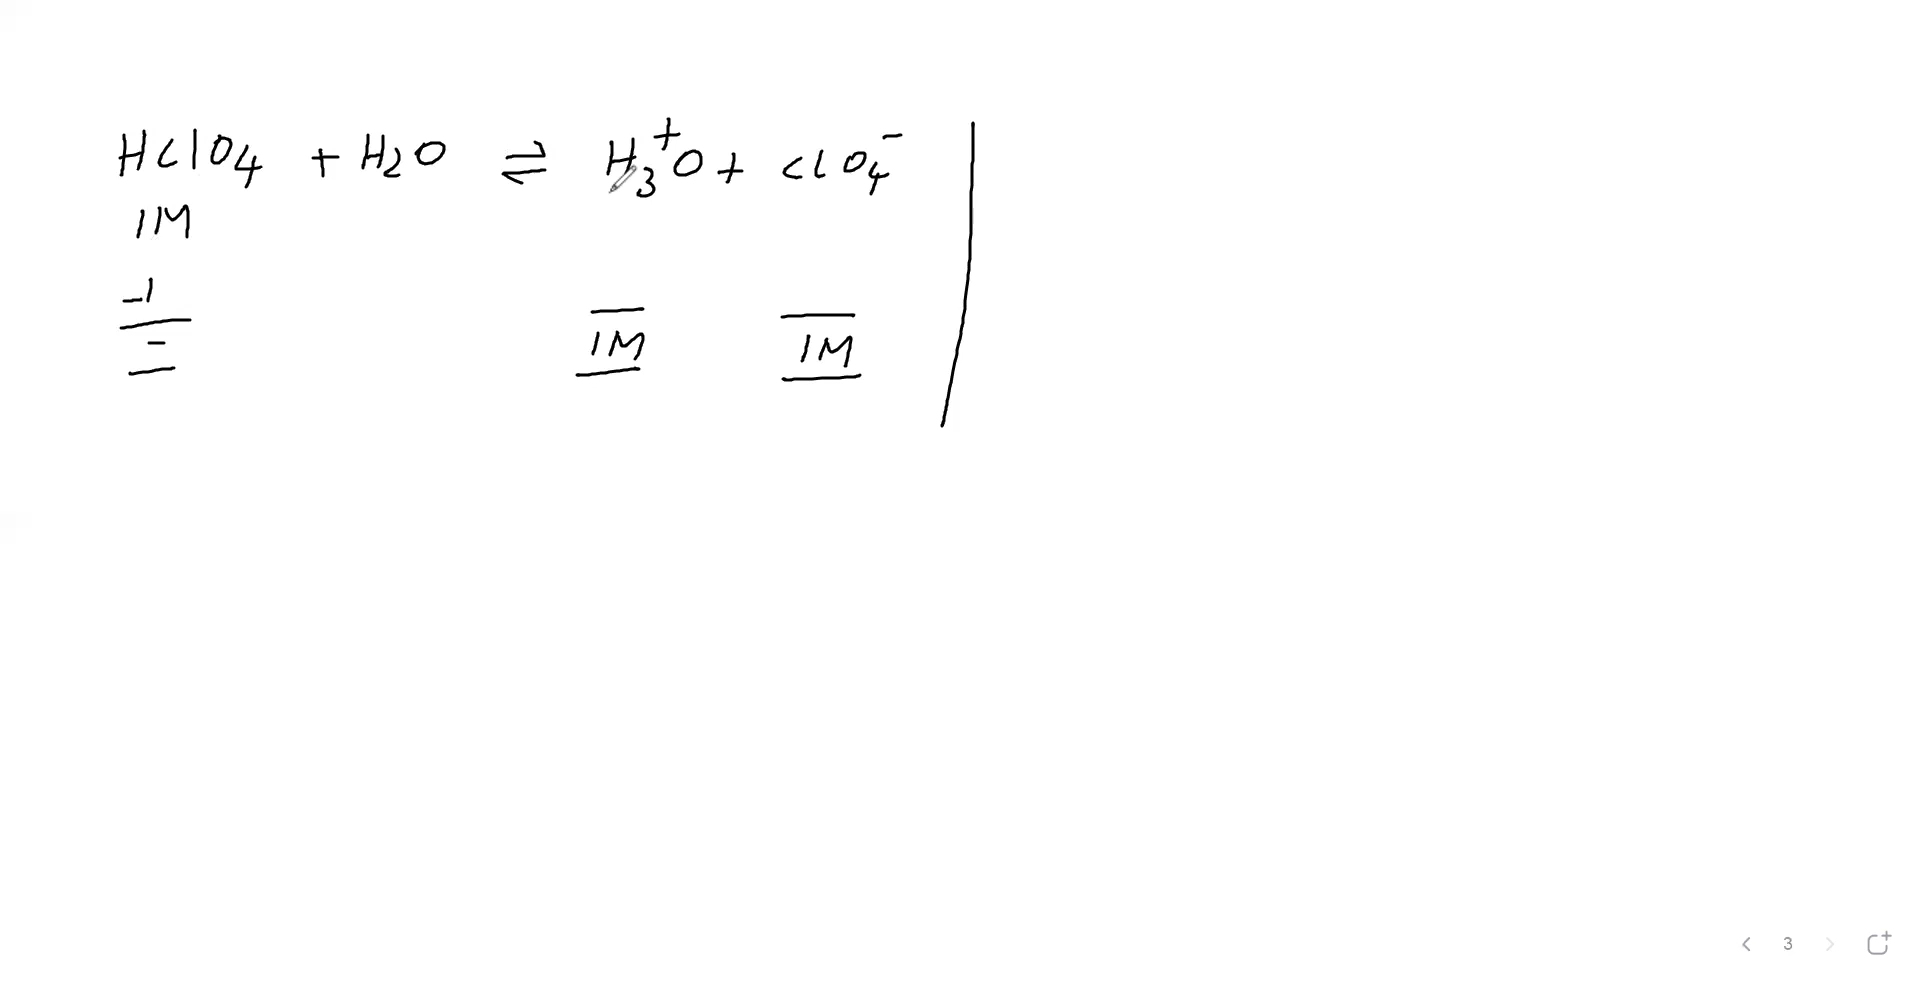 HClO4 + H2O ⇌ H3+O + ClO4-
1M
-1
- 1M 1M
3